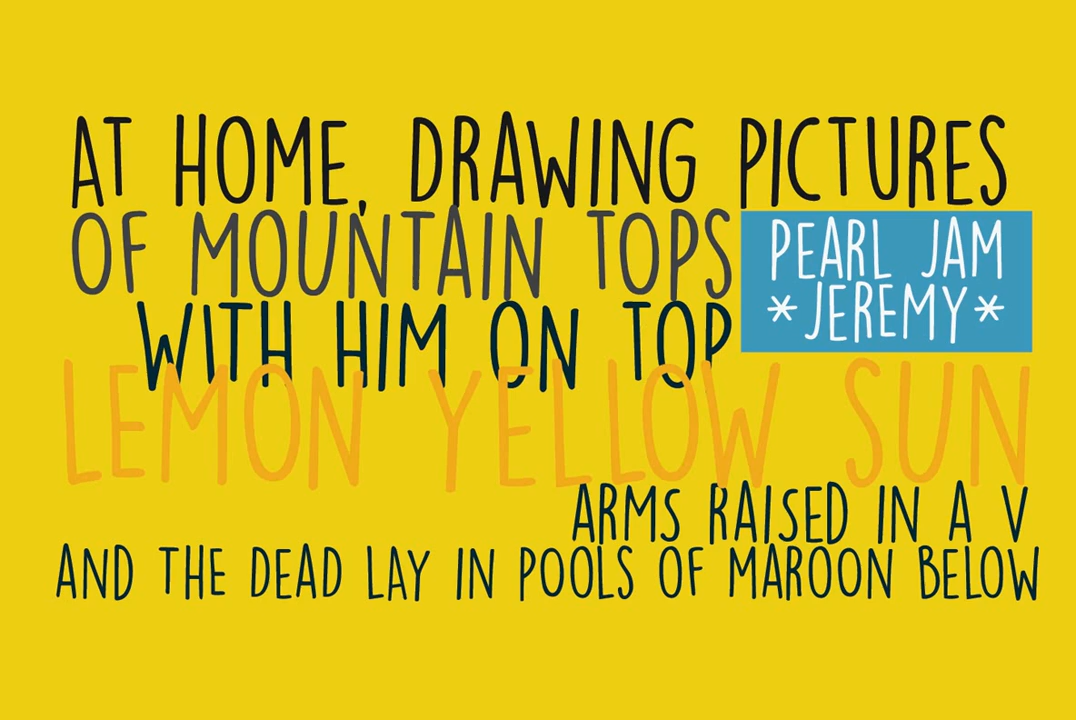 AT HOME, DRAWING PICTURES
OF MOUNTAIN TOPS
PEARL JAM
*JEREMY*
WITH HIM ON TOP
LEMON YELLOW SUN
ARMS RAISED IN A V
AND THE DEAD LAY IN POOLS OF MAROON BELOW